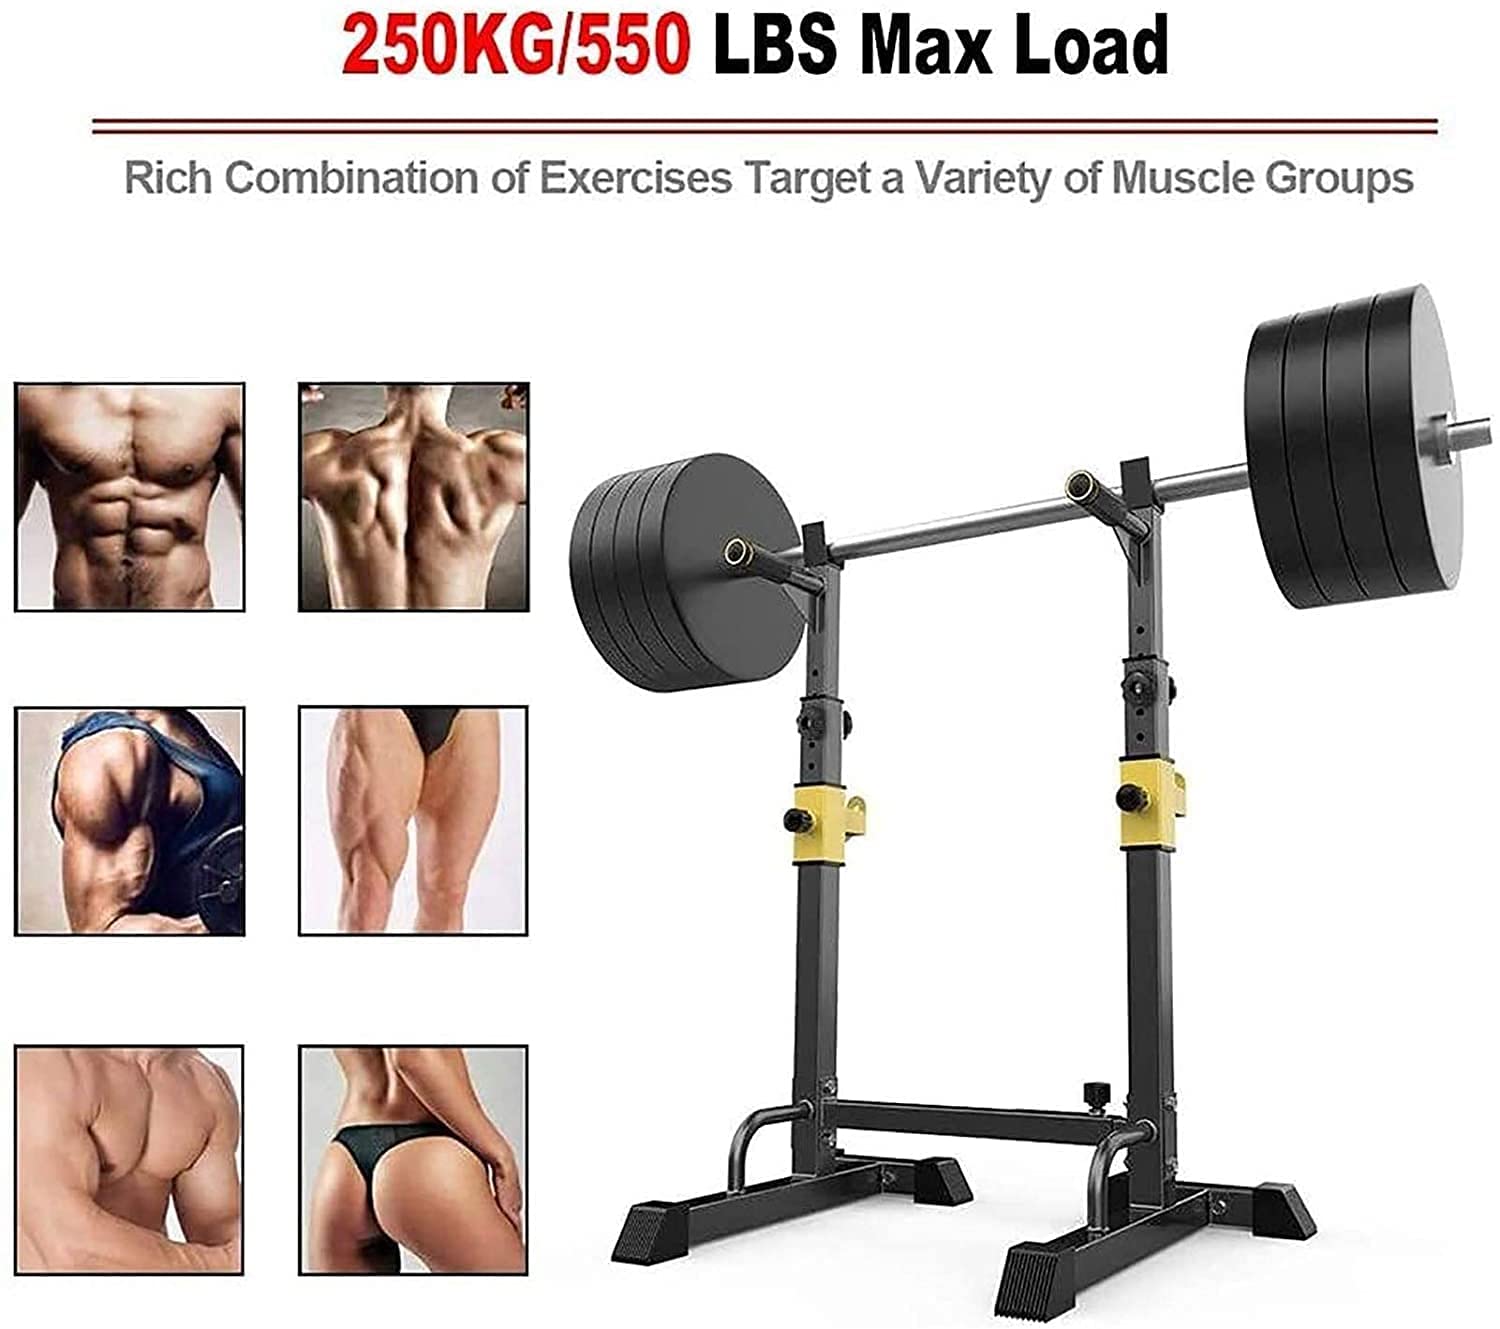 250KG/550 LBS Max Load
Rich Combination of Exercises Target a Variety of Muscle Groups